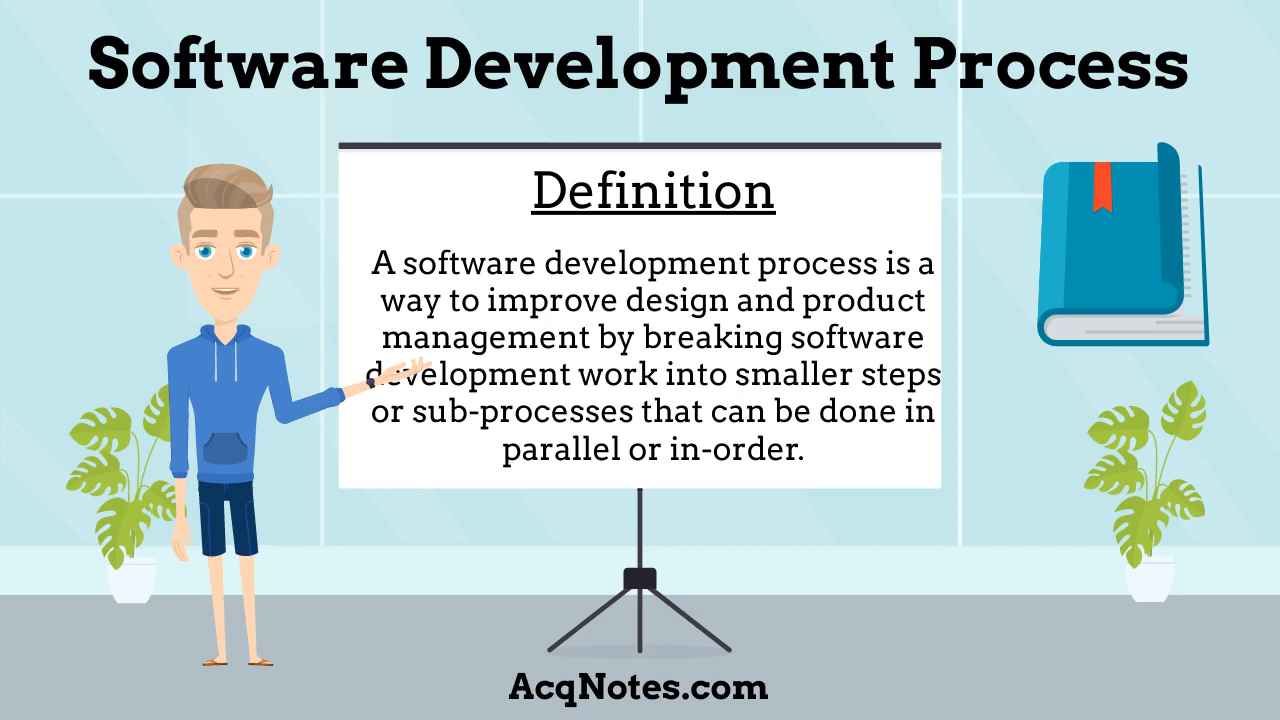 Software Development Process
Definition
A software development process is a
way to improve design and product
management by breaking software
development work into smaller steps
or sub-processes that can be done in
parallel or in-order.
AcqNotes.com